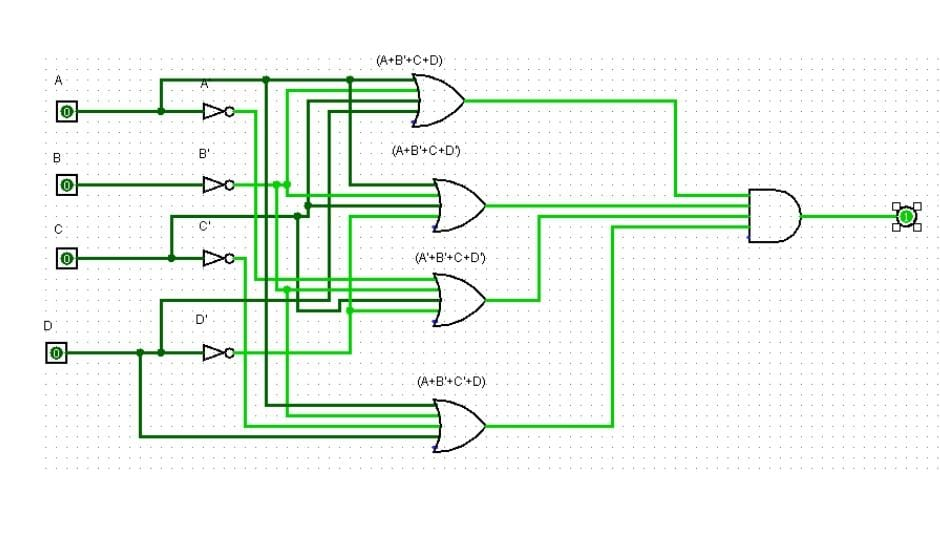 (A+B'+C+D)
A
A'
0
(A+B'+C+D')
B
B'
0
C
C'
0
(A'+B'+C+D')
D
D'
0
(A+B'+C'+D)
1